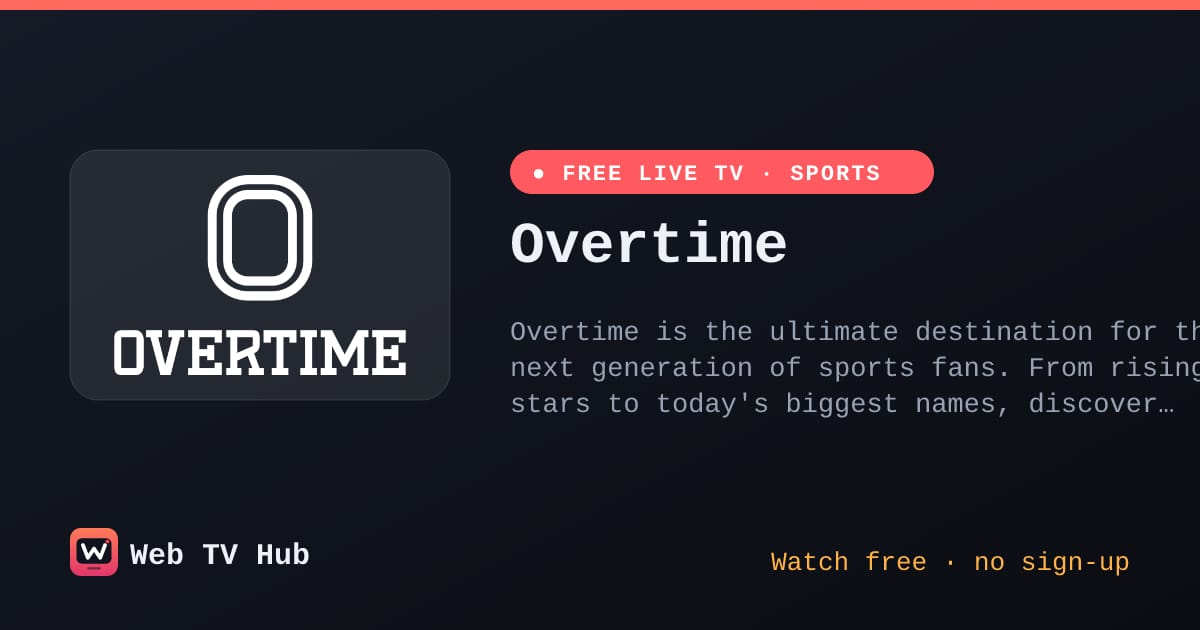 OVERTIME
● FREE LIVE TV · SPORTS
Overtime
Overtime is the ultimate destination for th
next generation of sports fans. From rising
stars to today's biggest names, discover…
W
Web TV Hub
Watch free · no sign-up